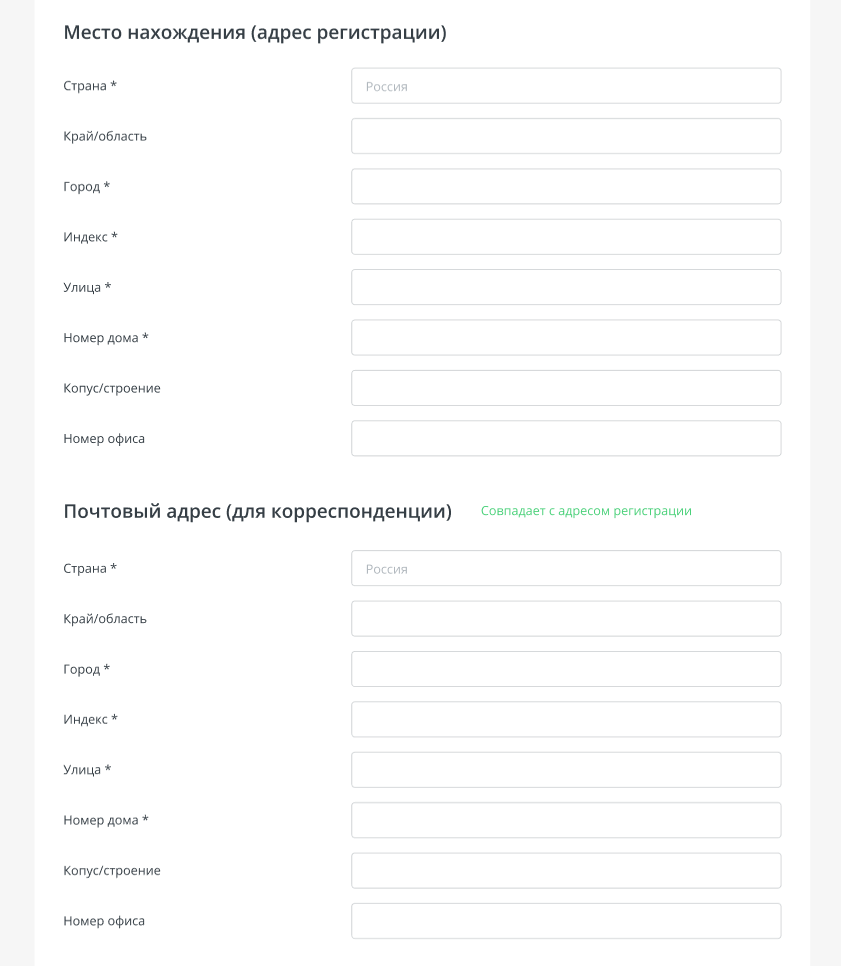 Место нахождения (адрес регистрации)
Страна * Россия
Край/область
Город *
Индекс *
Улица *
Номер дома *
Копус/строение
Номер офиса
Почтовый адрес (для корреспонденции) Совпадает с адресом регистрации
Страна * Россия
Край/область
Город *
Индекс *
Улица *
Номер дома *
Копус/строение
Номер офиса